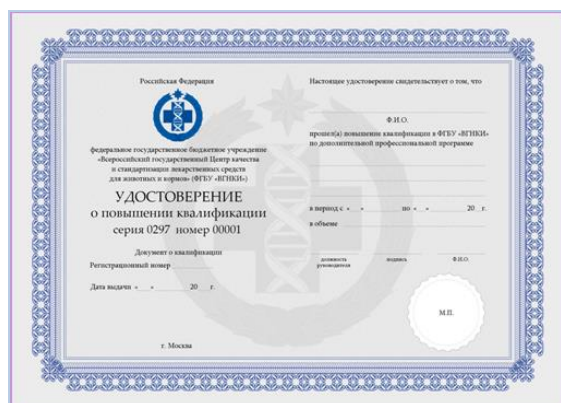 Российская Федерация
федеральное государственное бюджетное учреждение
«Всероссийский государственный Центр качества
и стандартизации лекарственных средств
для животных и кормов» (ФГБУ «ВГНКИ»)
УДОСТОВЕРЕНИЕ
о повышении квалификации
серия 0297 номер 00001
Документ о квалификации
Регистрационный номер
Дата выдачи « » 20 г.
г. Москва
Настоящее удостоверение свидетельствует о том, что
Ф.И.О.
прошел(а) повышение квалификации в ФГБУ «ВГНКИ»
по дополнительной профессиональной программе
в период с « » по « » 20 г.
в объеме
должность руководителя подпись Ф.И.О.
М.П.